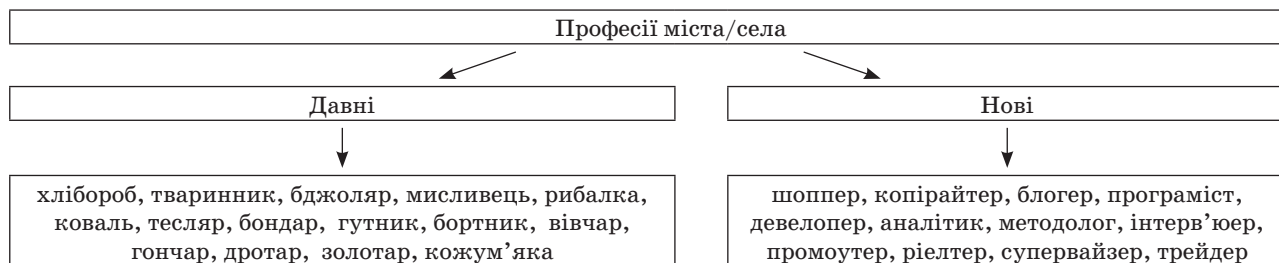 Професії міста/села
Давні
Нові
хлібороб, тваринник, бджоляр, мисливець, рибалка,
коваль, тесляр, бондар, гутник, бортник, вівчар,
гончар, дротар, золотар, кожум’яка
шоппер, копірайтер, блогер, програміст,
девелопер, аналітик, методолог, інтерв’юер,
промоутер, ріелтер, супервайзер, трейдер